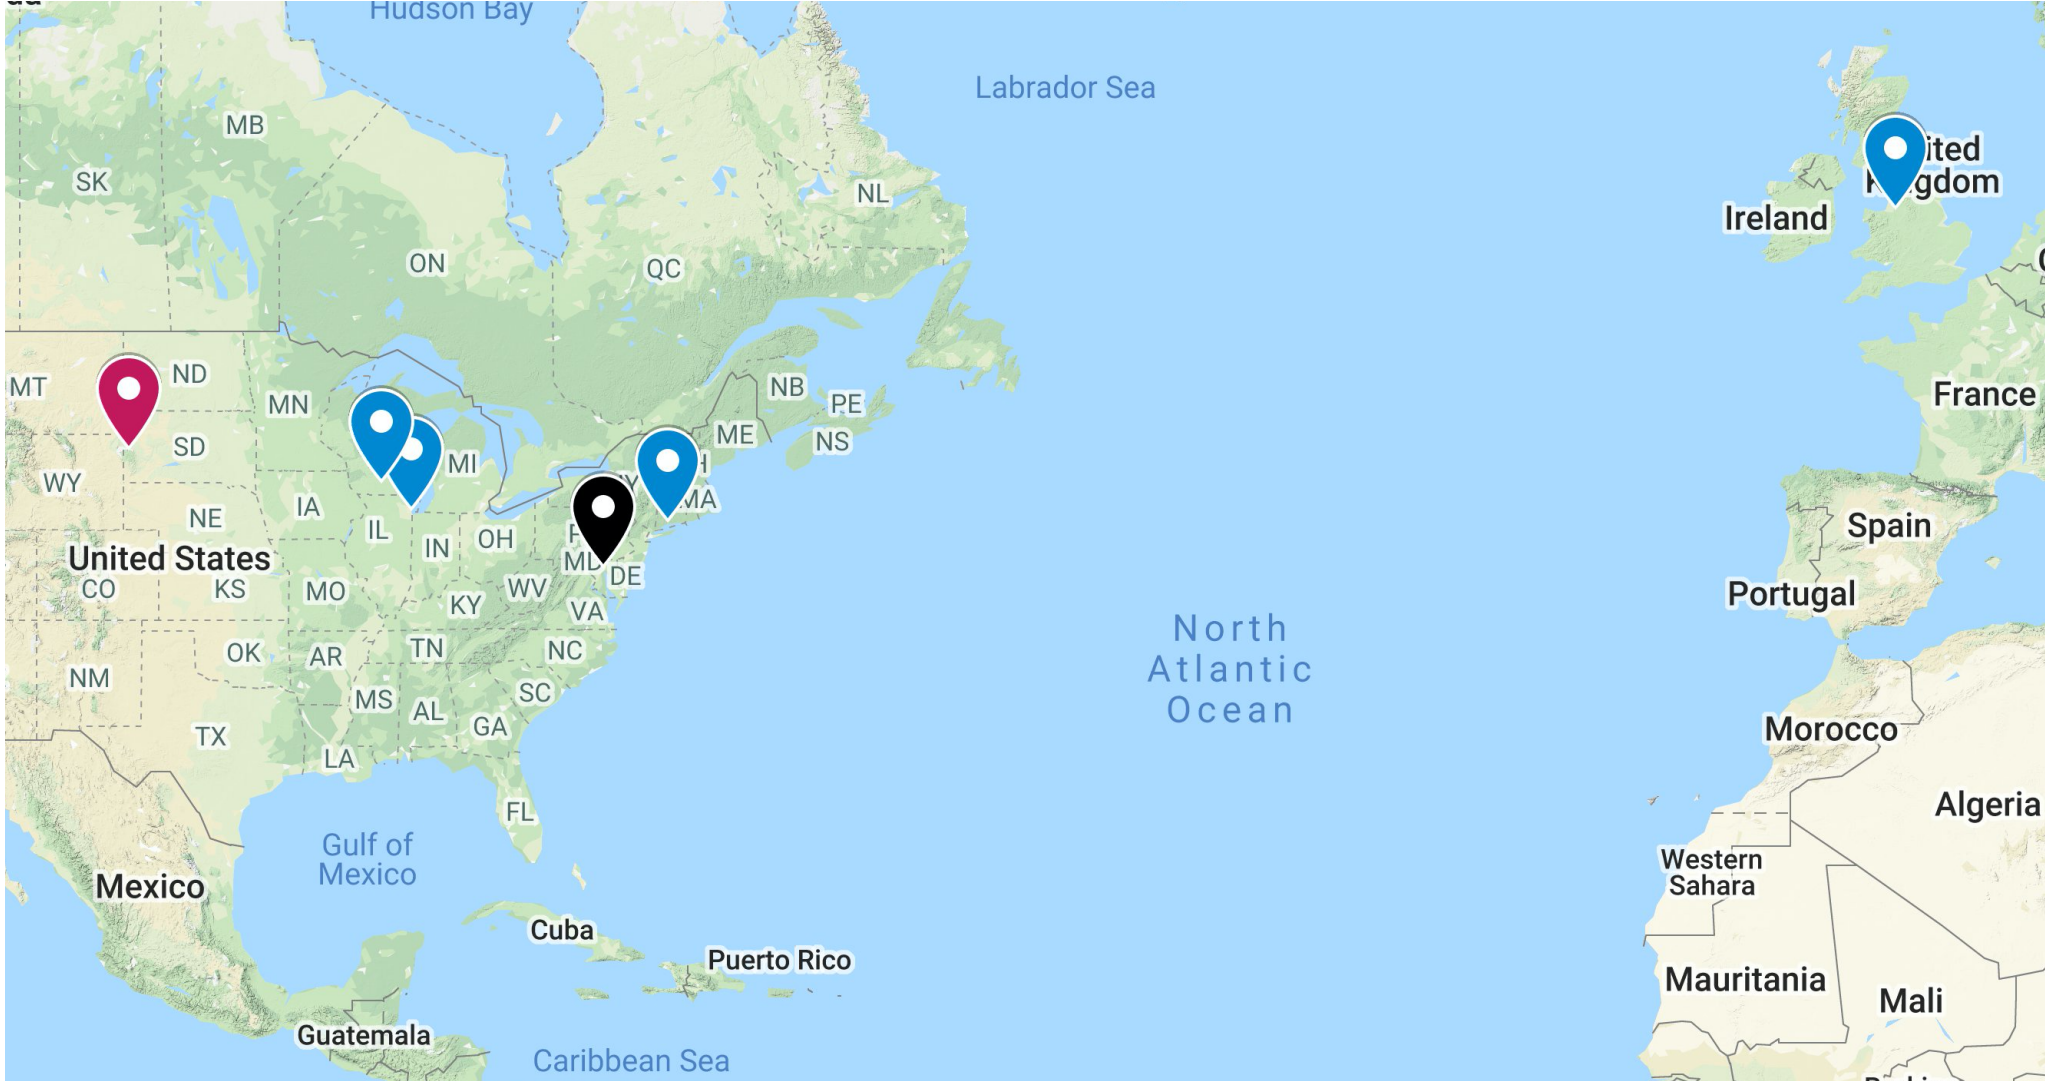 Hudson Bay
Labrador Sea
MB
SK
NL
ON
QC
Ireland
Kingdom
MT
ND
MN
NB
PE
ME
NS
SD
MI
WY
MA
IA
NE
IL
IN
OH
United States
MD
DE
CO
KS
MO
WV
KY
VA
OK
AR
TN
NC
NM
MS
AL
SC
GA
TX
LA
FL
France
Spain
Portugal
North
Atlantic
Ocean
Morocco
Algeria
Gulf of
Mexico
Mexico
Western
Sahara
Cuba
Puerto Rico
Mauritania
Mali
Guatemala
Caribbean Sea